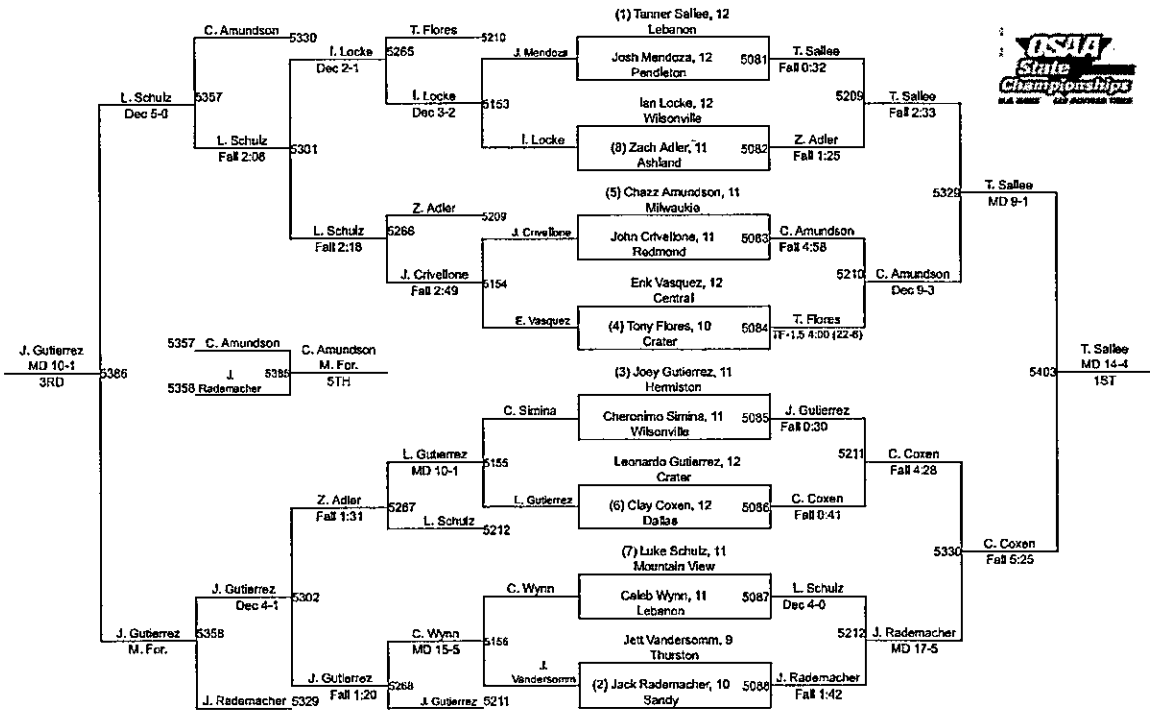 (1) Tanner Sallee, 12
Lebanon
Josh Mendoza, 12
Pendleton
5081
Ian Locke, 12
Wilsonville
(8) Zach Adler, 11
Ashland
5082
(5) Chazz Amundson, 11
Milwaukie
John Crivellone, 11
Redmond
5083
Erik Vasquez, 12
Central
(4) Tony Flores, 10
Crater
5084
(3) Joey Gutierrez, 11
Hermiston
Cheronimo Simina, 11
Wilsonville
5085
Leonardo Gutierrez, 12
Crater
(6) Clay Coxen, 12
Dallas
5086
(7) Luke Schulz, 11
Mountain View
Caleb Wynn, 11
Lebanon
5087
Jett Vandersomm, 9
Thurston
(2) Jack Rademacher, 10
Sandy
5088
T. Sallee
Fall 0:32
5209
Z. Adler
Fall 1:25
C. Amundson
Fall 4:58
5210
T. Flores
TF-1.5 4:00 (22-6)
J. Gutierrez
Fall 0:30
5211
C. Coxen
Fall 0:41
L. Schulz
Dec 4-0
5212
J. Rademacher
Fall 1:42
T. Sallee
Fall 2:33
5329
C. Amundson
Dec 9-3
C. Coxen
Fall 4:28
5330
J. Rademacher
MD 17-5
T. Sallee
MD 9-1
5403
C. Coxen
Fall 5:25
T. Sallee
MD 14-4
1ST
J. Mendoza
5153
I. Locke
J. Crivellone
5154
E. Vasquez
C. Simina
5155
L. Gutierrez
C. Wynn
5156
J.
Vandersomm
T. Flores
5210
5265
I. Locke
Dec 3-2
Z. Adler
5209
5266
J. Crivellone
Fall 2:49
L. Gutierrez
MD 10-1
5267
L. Schulz
5212
C. Wynn
MD 15-5
5268
J. Gutierrez
5211
I. Locke
Dec 2-1
5301
L. Schulz
Fall 2:18
Z. Adler
Fall 1:31
5302
J. Gutierrez
Fall 1:20
C. Amundson
5330
5357
L. Schulz
Fall 2:06
J. Gutierrez
Dec 4-1
5358
J. Rademacher
5329
L. Schulz
Dec 5-0
5386
J. Gutierrez
M. For.
J. Gutierrez
MD 10-1
3RD
5357
C. Amundson
5385
5358
J.
Rademacher
C. Amundson
M. For.
5TH
OSAA
State
Championships